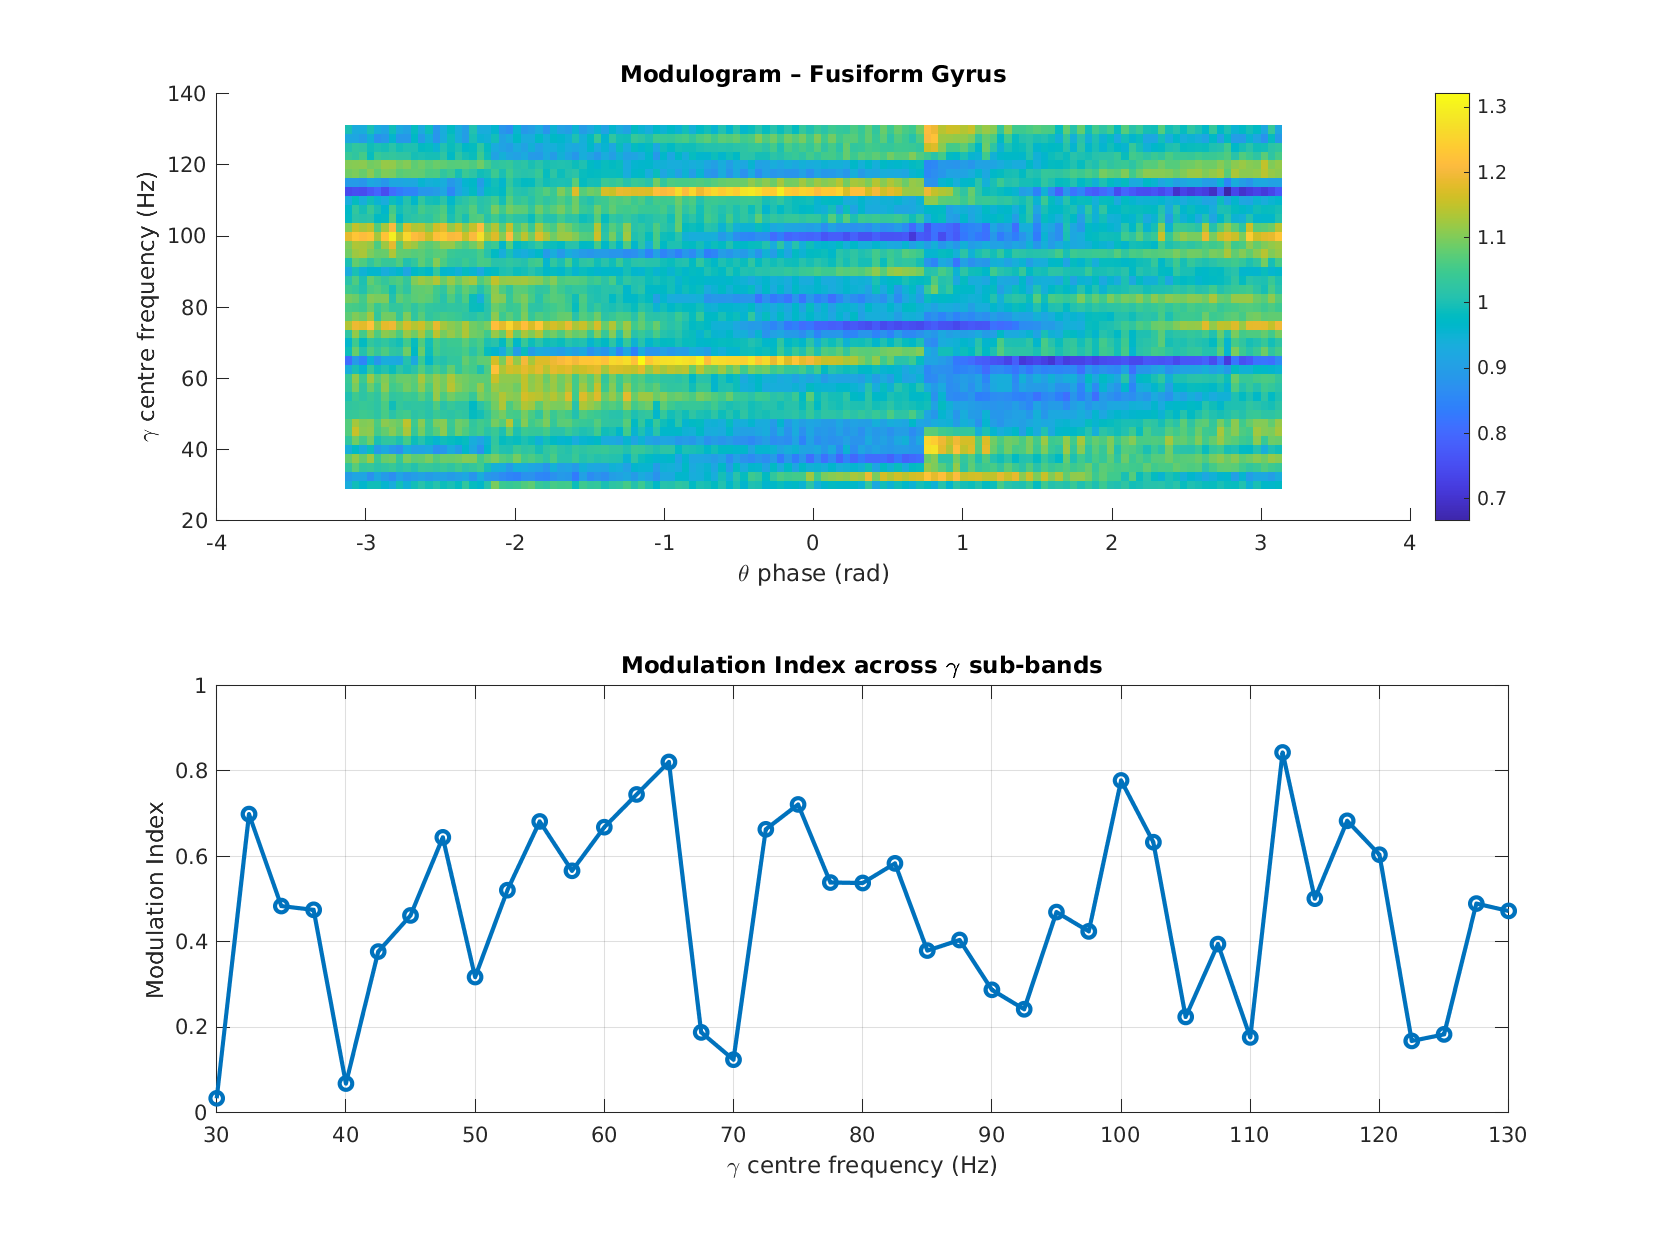 Modulogram – Fusiform Gyrus
140
120
100
80
60
40
20
γ centre frequency (Hz)
-4 -3 -2 -1 0 1 2 3 4
θ phase (rad)
1.3
1.2
1.1
1
0.9
0.8
0.7
Modulation Index across γ sub-bands
1
0.8
0.6
0.4
0.2
0
Modulation Index
30 40 50 60 70 80 90 100 110 120 130
γ centre frequency (Hz)